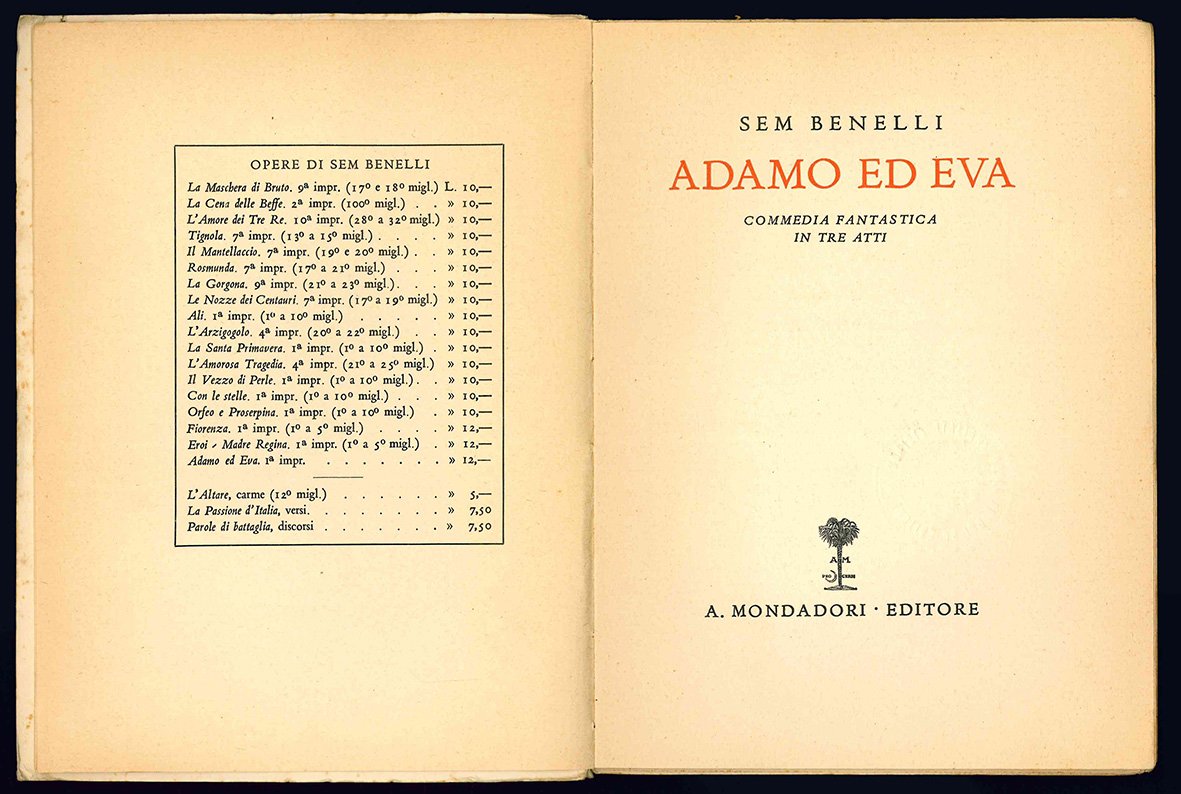 OPERE DI SEM BENELLI
La Maschera di Bruto. 9ª impr. (17º e 18º migl.) L. 10,—
La Cena delle Beffe. 2ª impr. (100º migl.) . . » 10,—
L'Amore dei Tre Re. 10ª impr. (28º a 32º migl.) » 10,—
Tignola. 7ª impr. (13º a 15º migl.) . . . . » 10,—
Il Mantellaccio. 7ª impr. (19º e 20º migl.) . . » 10,—
Rosmunda. 7ª impr. (17º a 21º migl.) . . . » 10,—
La Gorgona. 9ª impr. (21º a 23º migl.) . . . » 10,—
Le Nozze dei Centauri. 7ª impr. (17º a 19º migl.) » 10,—
Ali. 1ª impr. (1º a 10º migl.) . . . . . » 10,—
L'Arzigogolo. 4ª impr. (20º a 22º migl.) . . » 10,—
La Santa Primavera. 1ª impr. (1º a 10º migl.) . » 10,—
L'Amorosa Tragedia. 4ª impr. (21º a 25º migl.) » 10,—
Il Vezzo di Perle. 1ª impr. (1º a 10º migl.) . . » 10,—
Con le stelle. 1ª impr. (1º a 10º migl.) . . . » 10,—
Orfeo e Proserpina. 1ª impr. (1º a 10º migl.) . » 10,—
Fiorenza. 1ª impr. (1º a 5º migl.) . . . . » 12,—
Eroi - Madre Regina. 1ª impr. (1º a 5º migl.) . » 12,—
Adamo ed Eva. 1ª impr. . . . . . . . » 12,—
L'Altare, carme (12º migl.) . . . . . . » 5,—
La Passione d'Italia, versi. . . . . . . » 7,50
Parole di battaglia, discorsi . . . . . . » 7,50
SEM BENELLI
ADAMO ED EVA
COMMEDIA FANTASTICA
IN TRE ATTI
A. M.
A. MONDADORI · EDITORE